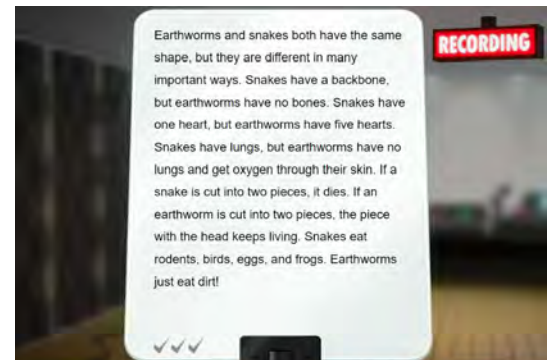 Earthworms and snakes both have the same
shape, but they are different in many
important ways. Snakes have a backbone,
but earthworms have no bones. Snakes have
one heart, but earthworms have five hearts.
Snakes have lungs, but earthworms have no
lungs and get oxygen through their skin. If a
snake is cut into two pieces, it dies. If an
earthworm is cut into two pieces, the piece
with the head keeps living. Snakes eat
rodents, birds, eggs, and frogs. Earthworms
just eat dirt!
RECORDING